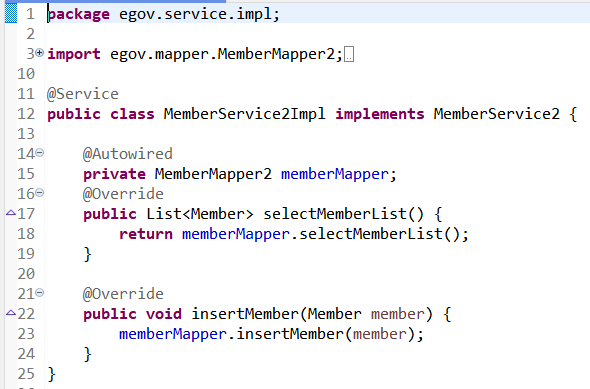 1 package egov.service.impl;
2
3 import egov.mapper.MemberMapper2;
10
11 @Service
12 public class MemberService2Impl implements MemberService2 {
13
14 @Autowired
15 private MemberMapper2 memberMapper;
16 @Override
17 public List<Member> selectMemberList() {
18 return memberMapper.selectMemberList();
19 }
20
21 @Override
22 public void insertMember(Member member) {
23 memberMapper.insertMember(member);
24 }
25 }